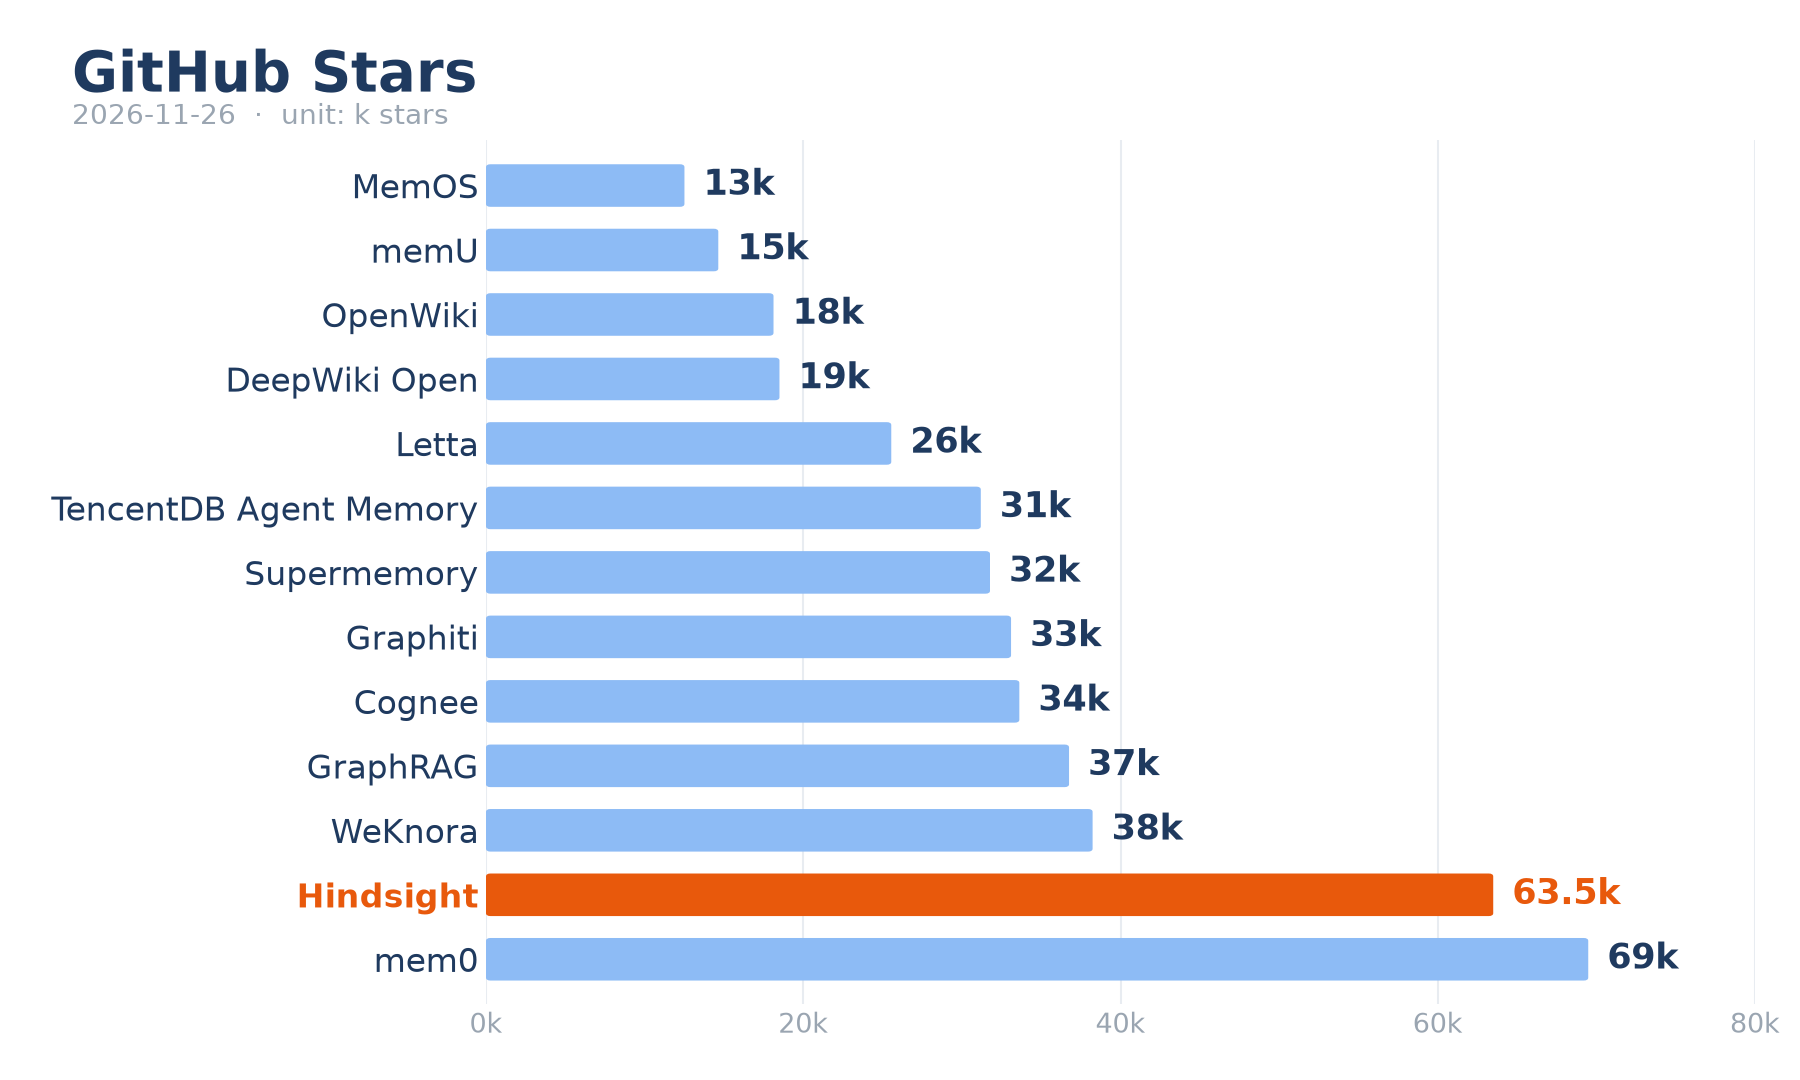 GitHub Stars
2026-11-26 · unit: k stars
MemOS 13k
memU 15k
OpenWiki 18k
DeepWiki Open 19k
Letta 26k
TencentDB Agent Memory 31k
Supermemory 32k
Graphiti 33k
Cognee 34k
GraphRAG 37k
WeKnora 38k
Hindsight 63.5k
mem0 69k
0k 20k 40k 60k 80k